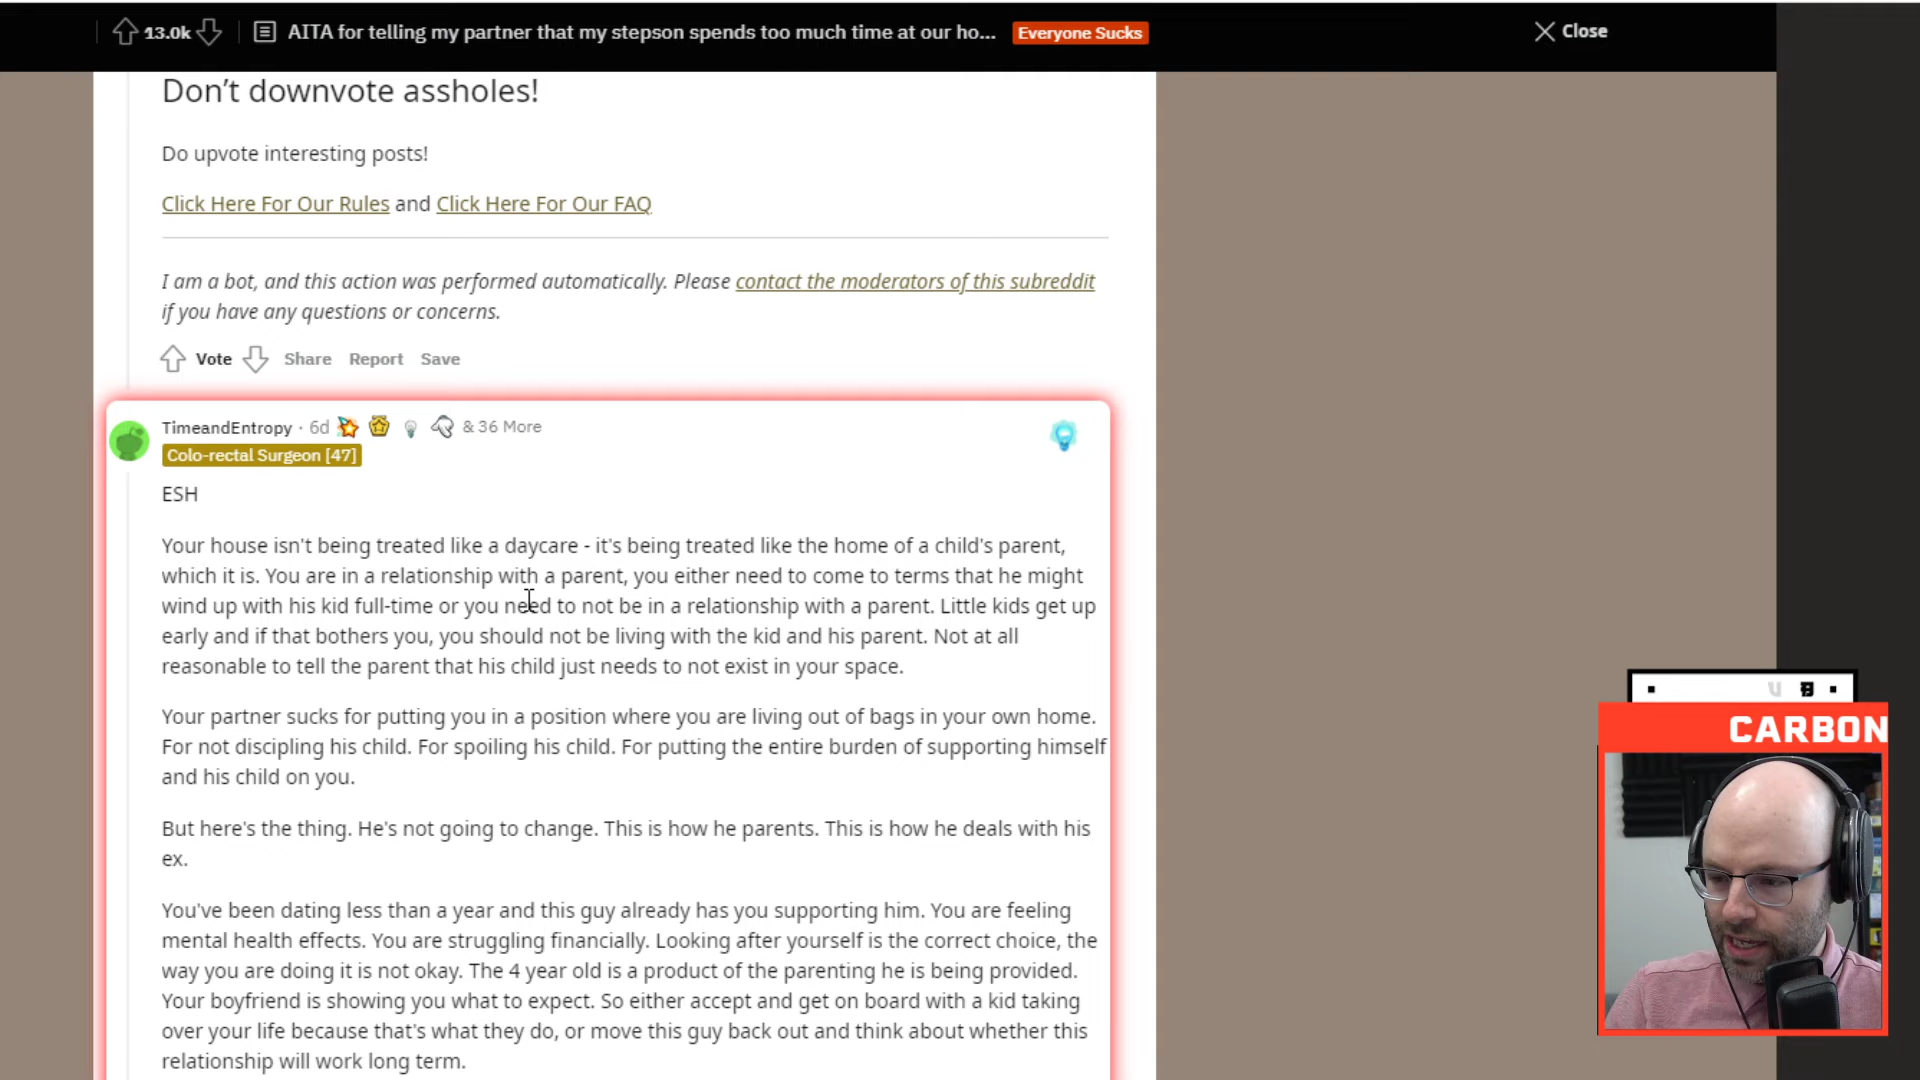 13.0k
AITA for telling my partner that my stepson spends too much time at our ho...
Everyone Sucks
Close
Don’t downvote assholes!
Do upvote interesting posts!
Click Here For Our Rules and Click Here For Our FAQ
I am a bot, and this action was performed automatically. Please contact the moderators of this subreddit
if you have any questions or concerns.
Vote Share Report Save
TimeandEntropy · 6d & 36 More
Colo-rectal Surgeon [47]
ESH
Your house isn't being treated like a daycare - it's being treated like the home of a child's parent,
which it is. You are in a relationship with a parent, you either need to come to terms that he might
wind up with his kid full-time or you need to not be in a relationship with a parent. Little kids get up
early and if that bothers you, you should not be living with the kid and his parent. Not at all
reasonable to tell the parent that his child just needs to not exist in your space.
Your partner sucks for putting you in a position where you are living out of bags in your own home.
For not discipling his child. For spoiling his child. For putting the entire burden of supporting himself
and his child on you.
But here's the thing. He's not going to change. This is how he parents. This is how he deals with his
ex.
You've been dating less than a year and this guy already has you supporting him. You are feeling
mental health effects. You are struggling financially. Looking after yourself is the correct choice, the
way you are doing it is not okay. The 4 year old is a product of the parenting he is being provided.
Your boyfriend is showing you what to expect. So either accept and get on board with a kid taking
over your life because that's what they do, or move this guy back out and think about whether this
relationship will work long term.
CARBON